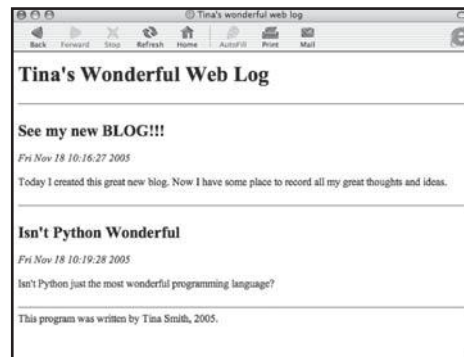 Tina's wonderful web log
Back Forward Stop Refresh Home AutoFill Print Mail
Tina's Wonderful Web Log
See my new BLOG!!!
Fri Nov 18 10:16:27 2005
Today I created this great new blog. Now I have some place to record all my great thoughts and ideas.
Isn't Python Wonderful
Fri Nov 18 10:19:28 2005
Isn't Python just the most wonderful programming language?
This program was written by Tina Smith, 2005.